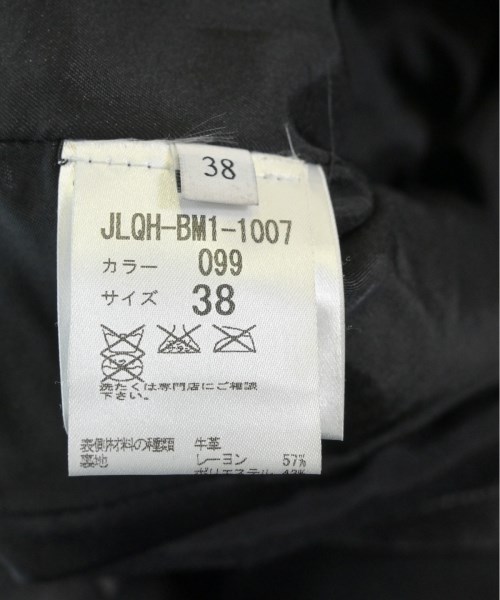 38
JLQH-BM1-1007
カラー 099
サイズ 38
洗たくは専門店にご相談
下さい。
表側材料の種類 牛革
裏地 レーヨン 57%
ポリエステル